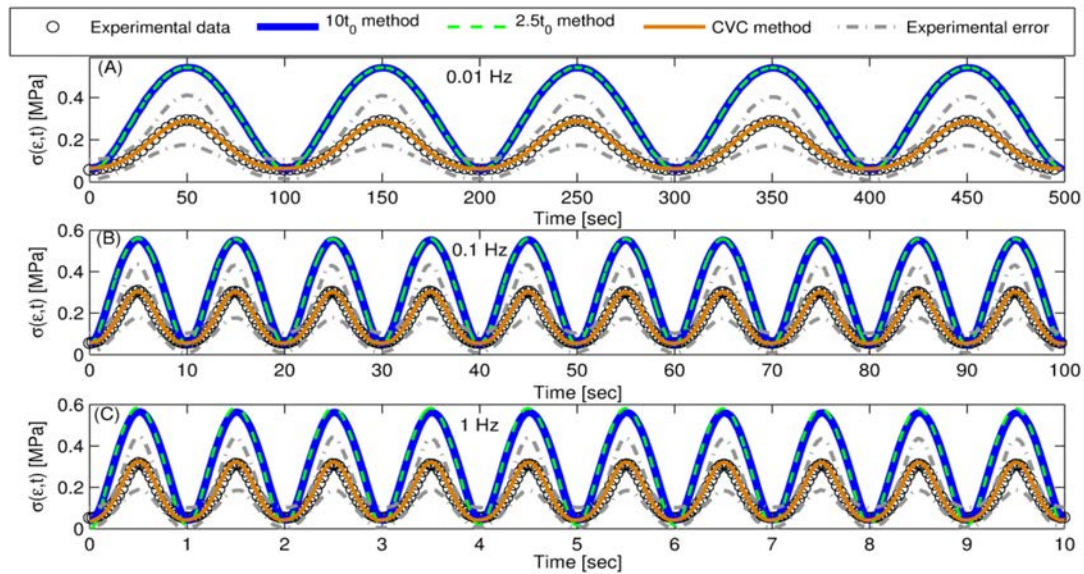 Experimental data 10t₀ method 2.5t₀ method CVC method Experimental error
(A) 0.01 Hz
σ(ε,t) [MPa]
0.4
0.2
0
0 50 100 150 200 250 300 350 400 450 500
Time [sec]
(B) 0.1 Hz
σ(ε,t) [MPa]
0.6
0.4
0.2
0
0 10 20 30 40 50 60 70 80 90 100
Time [sec]
(C) 1 Hz
σ(ε,t) [MPa]
0.6
0.4
0.2
0
0 1 2 3 4 5 6 7 8 9 10
Time [sec]